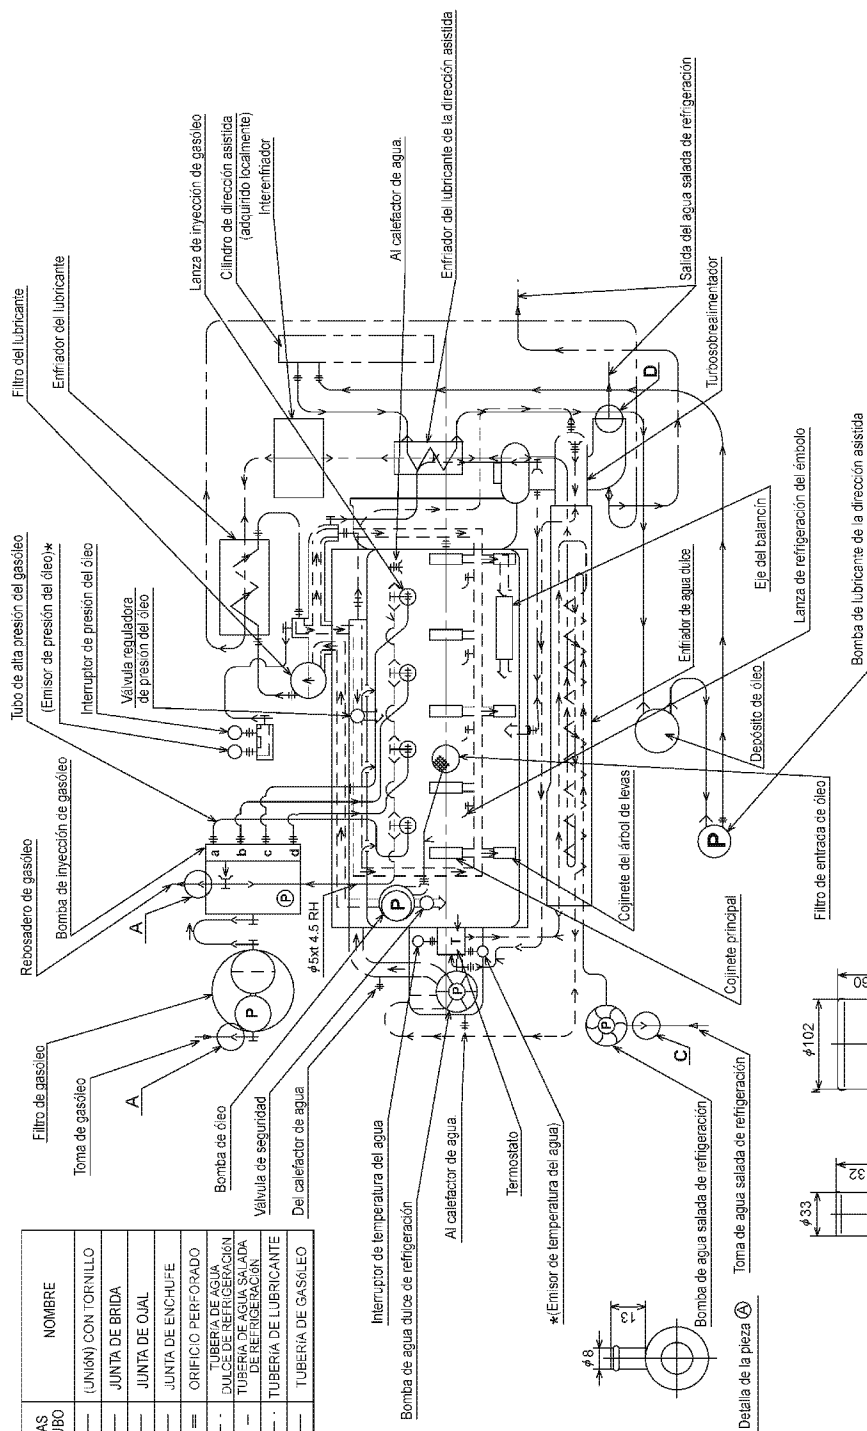 Filtro del lubricante
Enfriador del lubricante
Lanza de inyección de gasóleo
Cilindro de dirección asistida
(adquirido localmente)
Interenfriador
Al calefactor de agua.
Enfriador del lubricante de la dirección asistida
Salida del agua salada de refrigeración
Turbosobrealimentador
D
Tubo de alta presión del gasóleo
(Emisor de presión del óleo)*
Interruptor de presión del óleo
Válvula reguladora
de presión del óleo
Rebosadero de gasóleo
Bomba de inyección de gasóleo
A
a
b
c
d
P
φ5xt 4.5 RH
P
T
P
Eje del balancín
Lanza de refrigeración del émbolo
Bomba de lubricante de la dirección asistida
Enfriador de agua dulce
Depósito de óleo
P
Filtro de entrada de óleo
Cojinete del árbol de levas
Cojinete principal
Filtro de gasóleo
Toma de gasóleo
P
A
Bomba de óleo
Válvula de seguridad
Del calefactor de agua
Interruptor de temperatura del agua
Bomba de agua dulce de refrigeración
Al calefactor de agua.
Termostato
*(Emisor de temperatura del agua)
P
C
Bomba de agua salada de refrigeración
Toma de agua salada de refrigeración
AS
UBO
NOMBRE
(UNIÓN) CON TORNILLO
JUNTA DE BRIDA
JUNTA DE OJAL
JUNTA DE ENCHUFE
ORIFICIO PERFORADO
TUBERÍA DE AGUA
DULCE DE REFRIGERACIÓN
TUBERÍA DE AGUA SALADA
DE REFRIGERACIÓN
TUBERÍA DE LUBRICANTE
TUBERÍA DE GASÓLEO
φ8
13
Detalla de la pieza Ⓐ
φ33
32
φ102